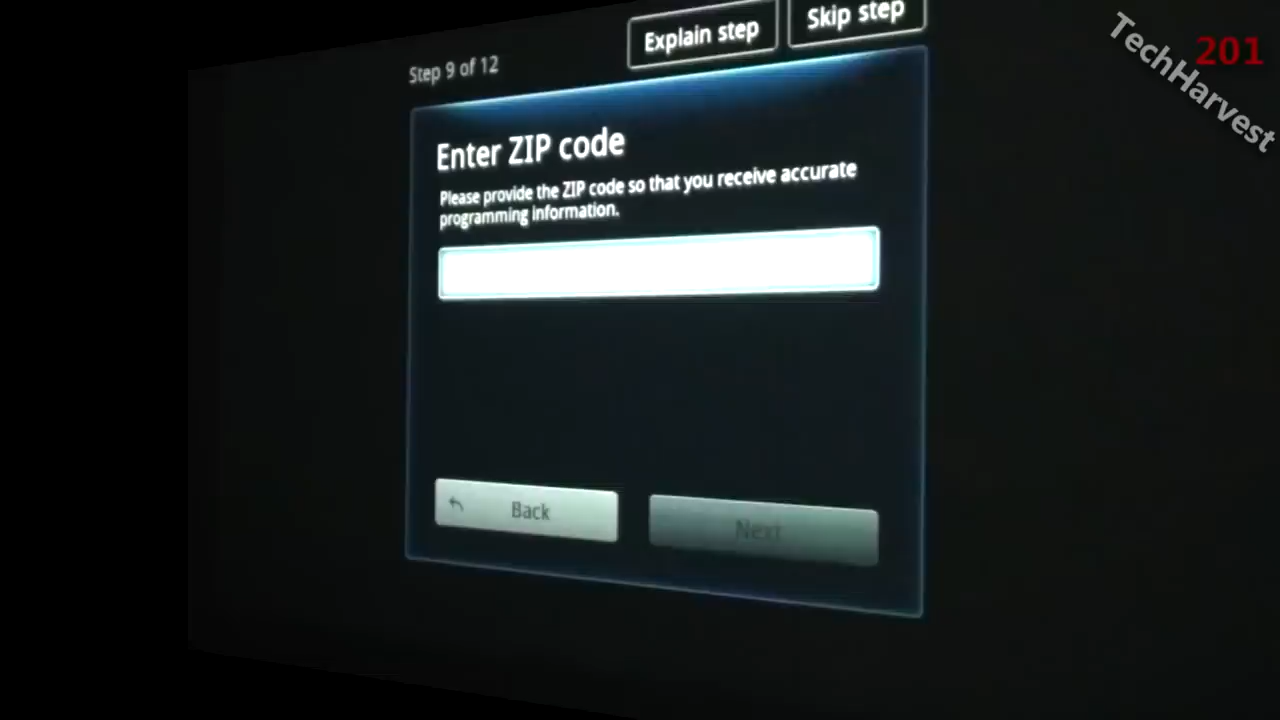 Explain step
Skip step
Step 9 of 12
Enter ZIP code
Please provide the ZIP code so that you receive accurate
programming information.
Back
Next
TechHarvest
201